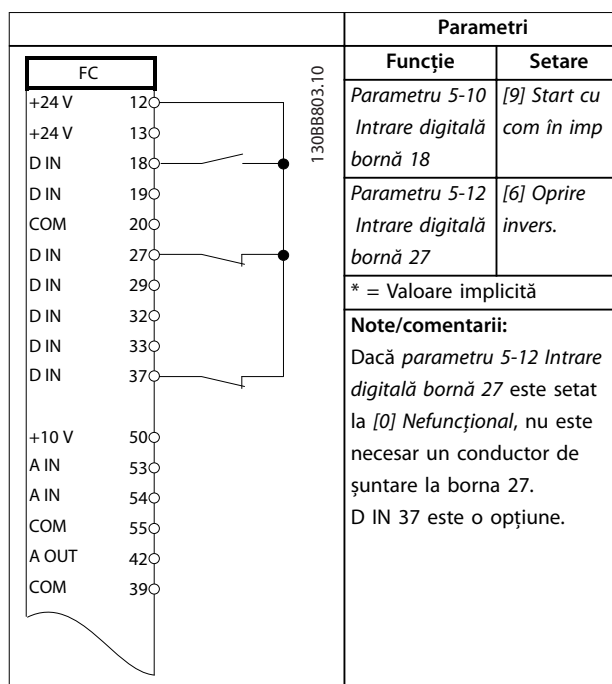 FC
+24 V 12
+24 V 13
D IN 18
D IN 19
COM 20
D IN 27
D IN 29
D IN 32
D IN 33
D IN 37
+10 V 50
A IN 53
A IN 54
COM 55
A OUT 42
COM 39
130BB803.10
Parametri
Funcție Setare
Parametru 5-10 [9] Start cu
Intrare digitală com în imp
bornă 18
Parametru 5-12 [6] Oprire
Intrare digitală invers.
bornă 27
* = Valoare implicită
Note/comentarii:
Dacă parametru 5-12 Intrare
digitală bornă 27 este setat
la [0] Nefuncțional, nu este
necesar un conductor de
șuntare la borna 27.
D IN 37 este o opțiune.